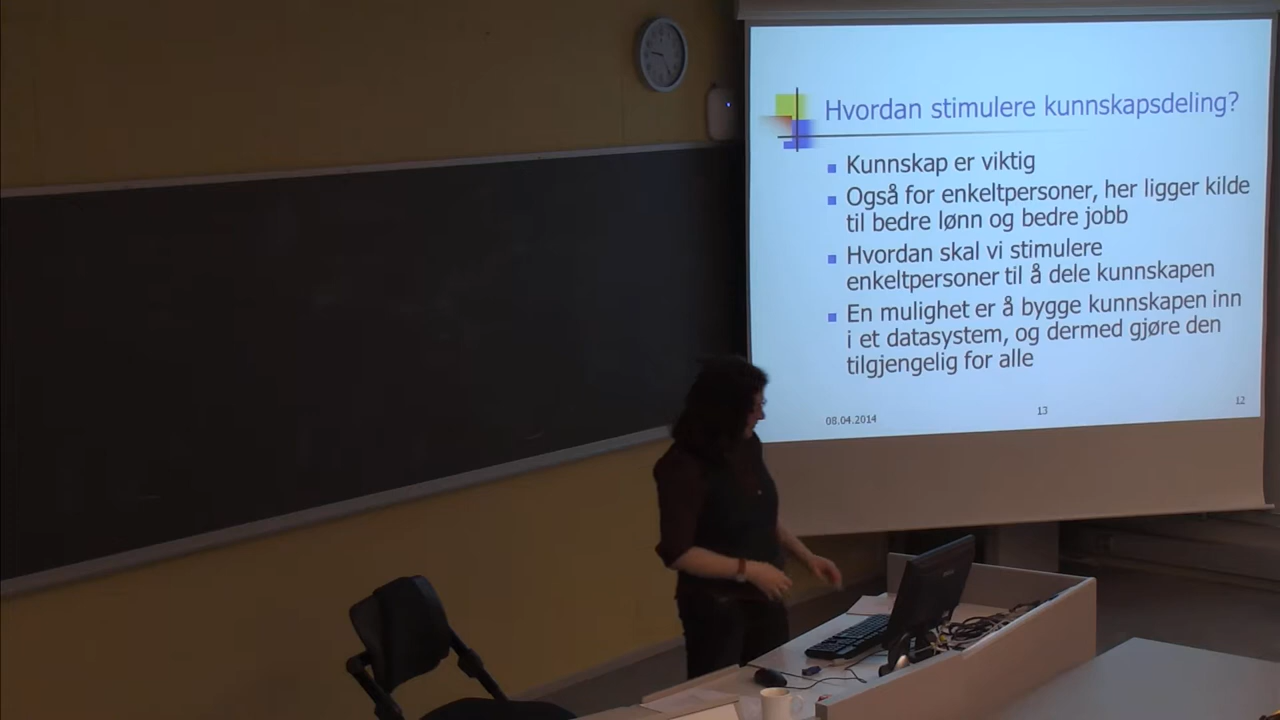 Hvordan stimulere kunnskapsdeling?
Kunnskap er viktig
Også for enkeltpersoner, her ligger kilde
til bedre lønn og bedre jobb
Hvordan skal vi stimulere
enkeltpersoner til å dele kunnskapen
En mulighet er å bygge kunnskapen inn
i et datasystem, og dermed gjøre den
tilgjengelig for alle
08.04.2014
13
12